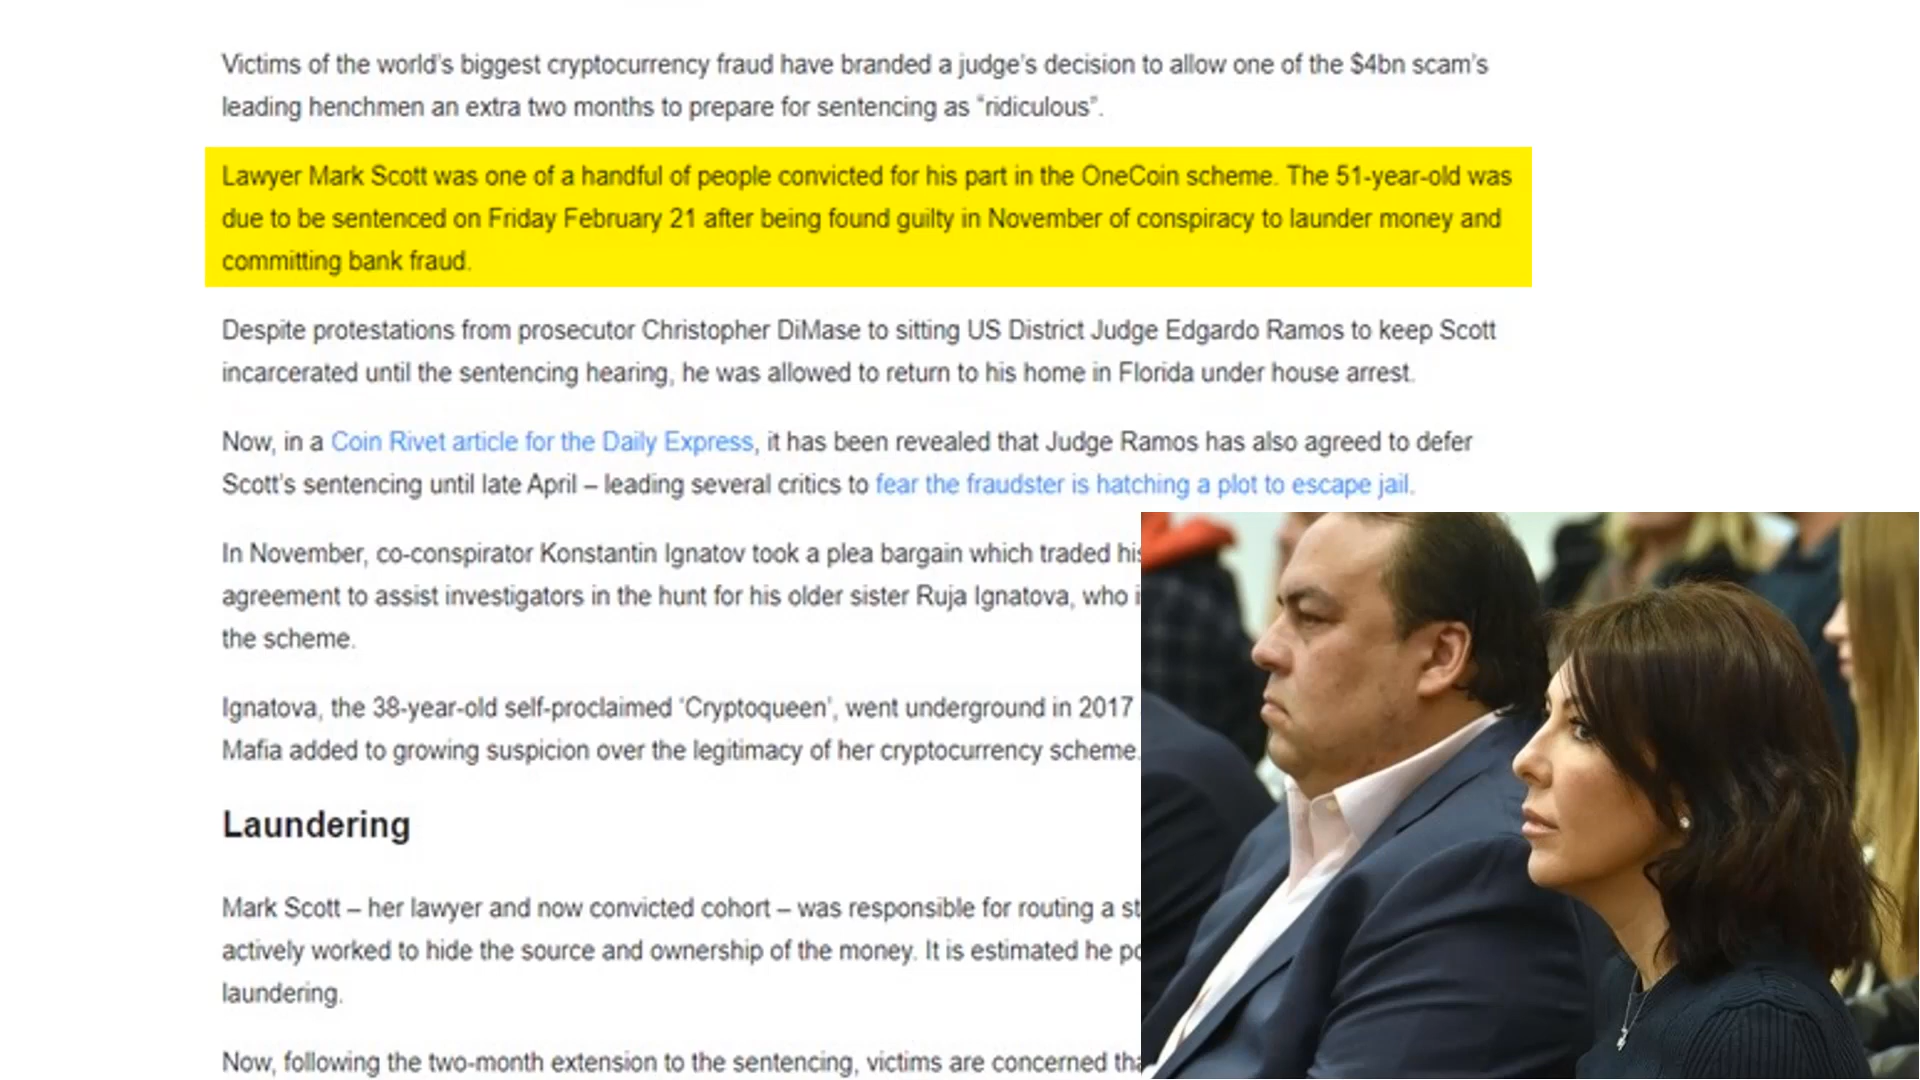 Victims of the world's biggest cryptocurrency fraud have branded a judge's decision to allow one of the $4bn scam's
leading henchmen an extra two months to prepare for sentencing as “ridiculous”.
Lawyer Mark Scott was one of a handful of people convicted for his part in the OneCoin scheme. The 51-year-old was
due to be sentenced on Friday February 21 after being found guilty in November of conspiracy to launder money and
committing bank fraud.
Despite protestations from prosecutor Christopher DiMase to sitting US District Judge Edgardo Ramos to keep Scott
incarcerated until the sentencing hearing, he was allowed to return to his home in Florida under house arrest.
Now, in a Coin Rivet article for the Daily Express, it has been revealed that Judge Ramos has also agreed to defer
Scott's sentencing until late April – leading several critics to fear the fraudster is hatching a plot to escape jail.
In November, co-conspirator Konstantin Ignatov took a plea bargain which traded his
agreement to assist investigators in the hunt for his older sister Ruja Ignatova, who
the scheme.
Ignatova, the 38-year-old self-proclaimed 'Cryptoqueen', went underground in 2017
Mafia added to growing suspicion over the legitimacy of her cryptocurrency scheme.
Laundering
Mark Scott – her lawyer and now convicted cohort – was responsible for routing a
actively worked to hide the source and ownership of the money. It is estimated he
laundering.
Now, following the two-month extension to the sentencing, victims are concerned